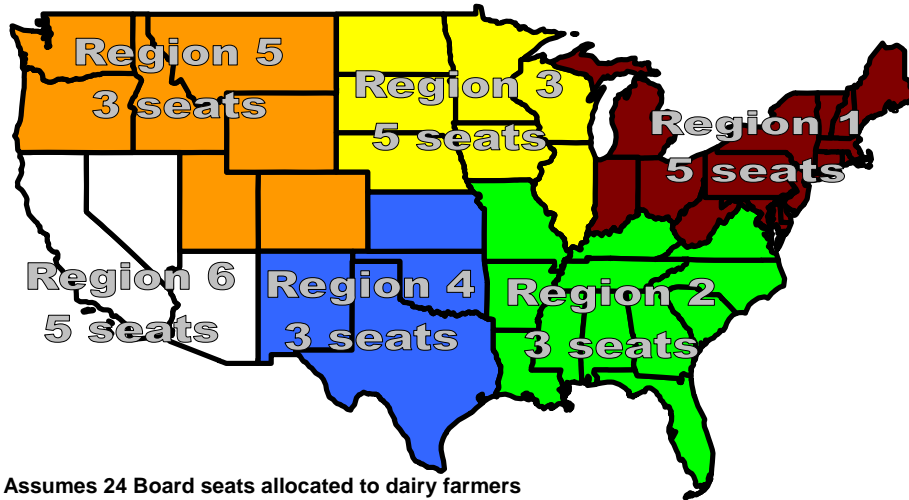 Region 5
3 seats
Region 3
5 seats
Region 1
5 seats
Region 6
5 seats
Region 4
3 seats
Region 2
3 seats
Assumes 24 Board seats allocated to dairy farmers